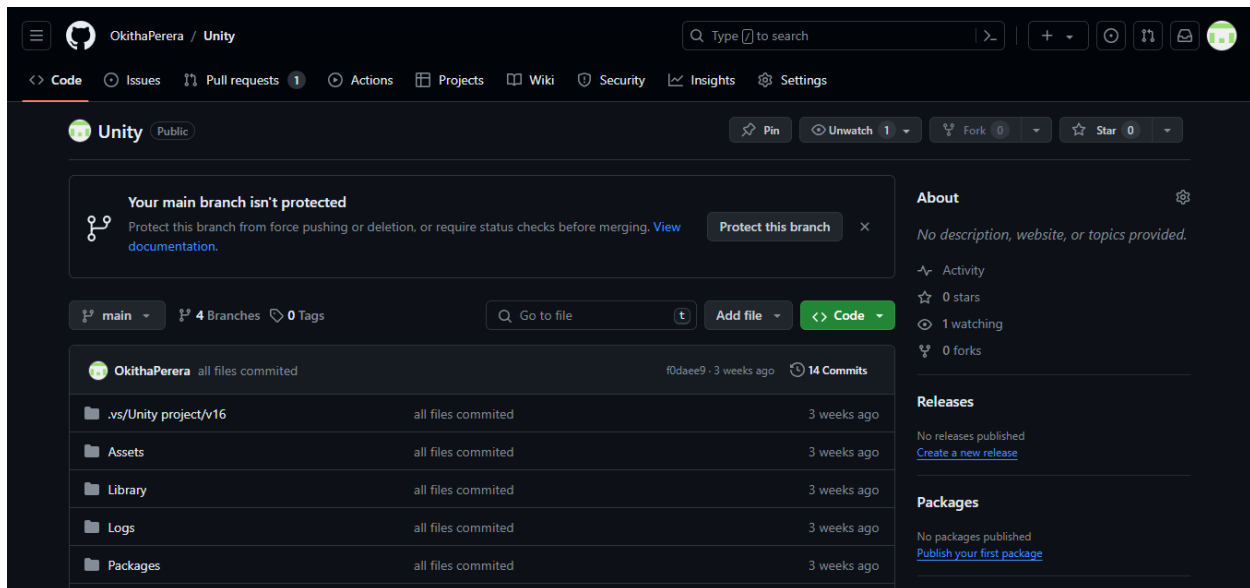 OkithaPerera / Unity
Type / to search
Code Issues Pull requests 1 Actions Projects Wiki Security Insights Settings
Unity Public
Pin Unwatch 1 Fork 0 Star 0
Your main branch isn't protected
Protect this branch from force pushing or deletion, or require status checks before merging. View
documentation.
Protect this branch
main 4 Branches 0 Tags
Go to file t
Add file
Code
OkithaPerera all files commited f0daee9 · 3 weeks ago 14 Commits
.vs/Unity project/v16 all files commited 3 weeks ago
Assets all files commited 3 weeks ago
Library all files commited 3 weeks ago
Logs all files commited 3 weeks ago
Packages all files commited 3 weeks ago
About
No description, website, or topics provided.
Activity
0 stars
1 watching
0 forks
Releases
No releases published
Create a new release
Packages
No packages published
Publish your first package